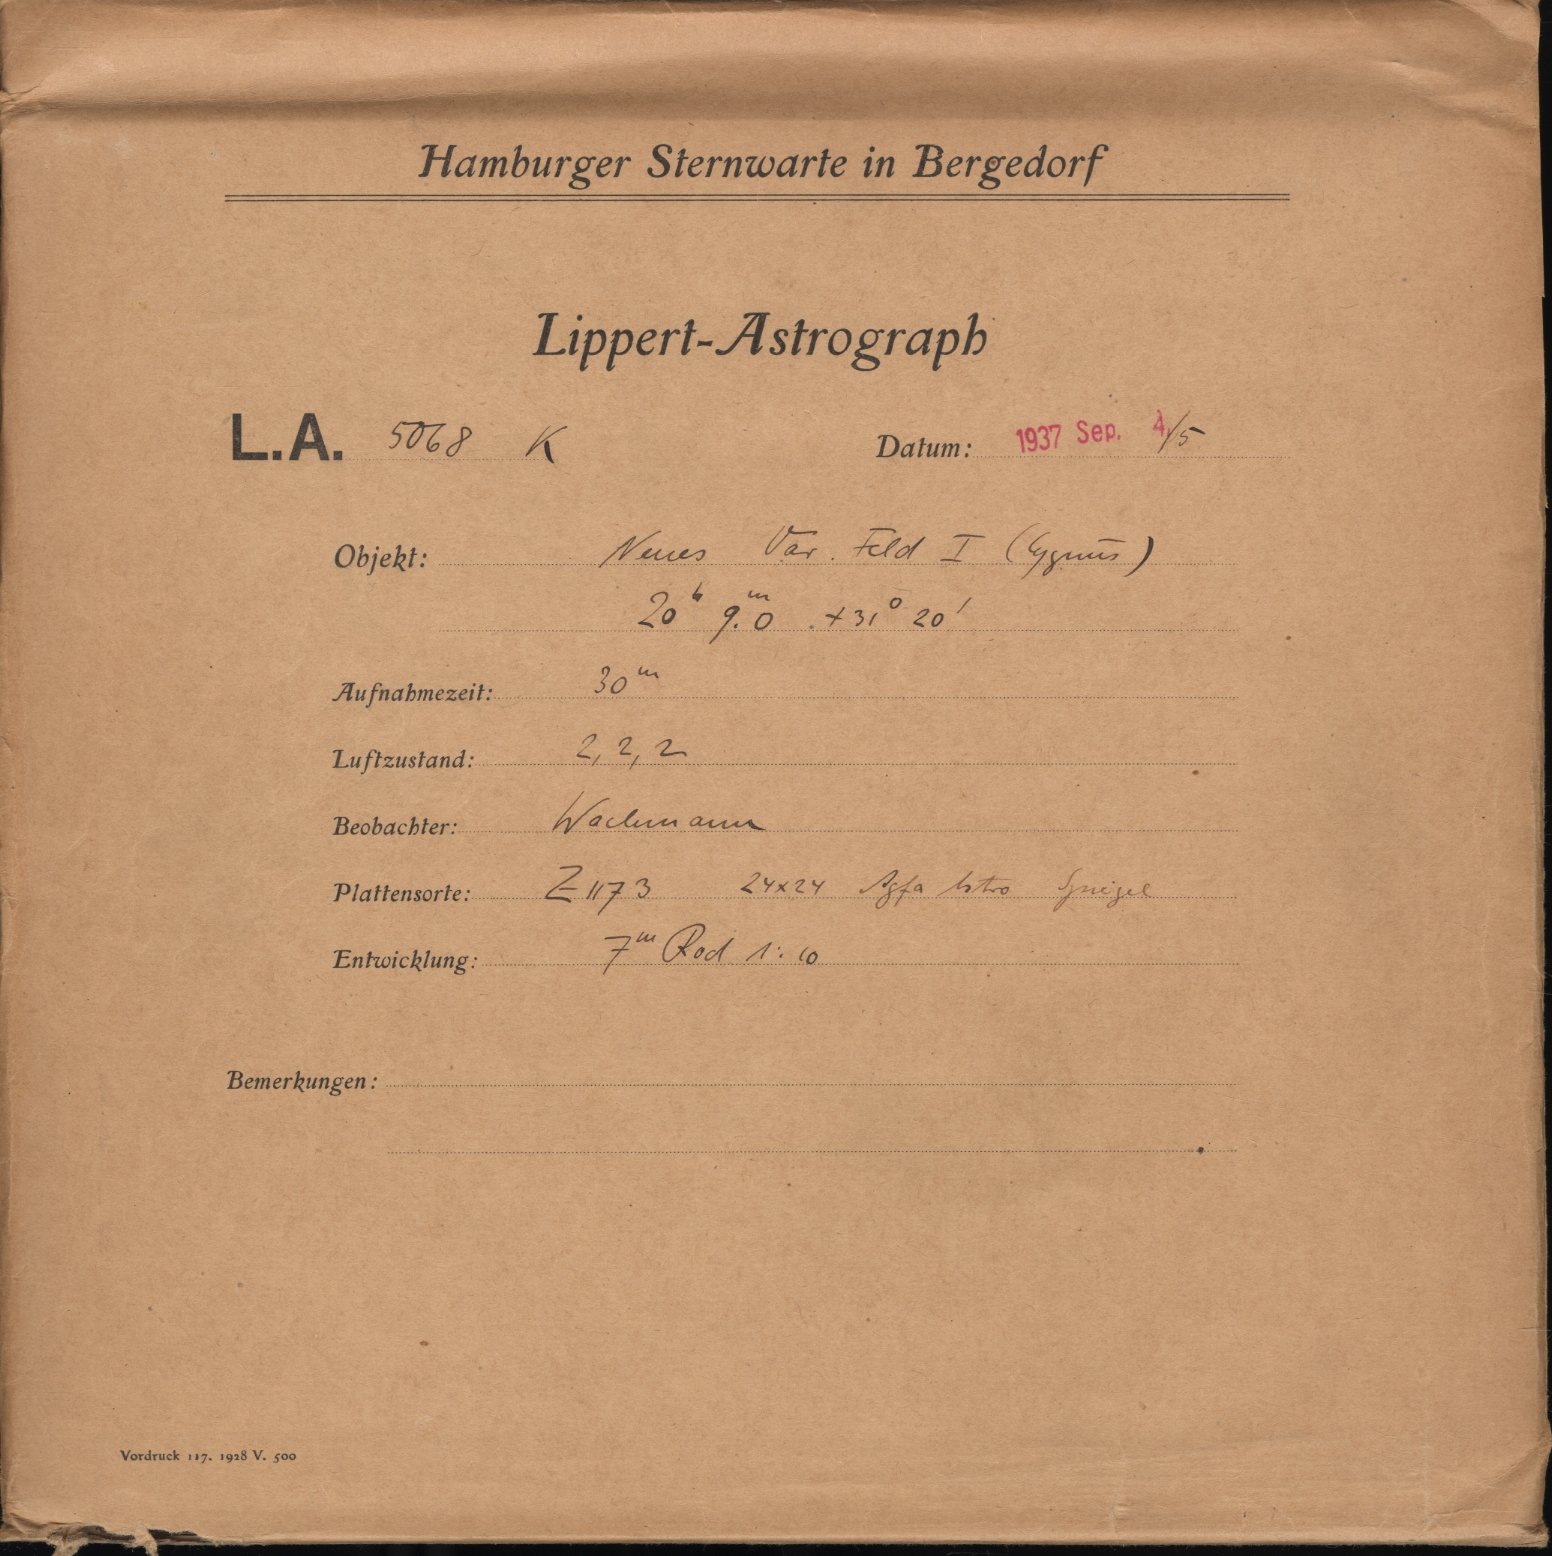 Hamburger Sternwarte in Bergedorf
Lippert-Astrograph
L.A. 5068 K Datum: 1937 Sep. 4/5
Objekt: Neues Var. Feld I (Cygnus)
20ʰ 9.ᵐ0 + 31° 20′
Aufnahmezeit: 30ᵐ
Luftzustand: 2, 2, 2
Beobachter: Wachmann
Plattensorte: Z 1173 24x24 Agfa Astro Spiegel
Entwicklung: 7ᵐ Rod 1:10
Bemerkungen:
Vordruck 117. 1928 V. 500